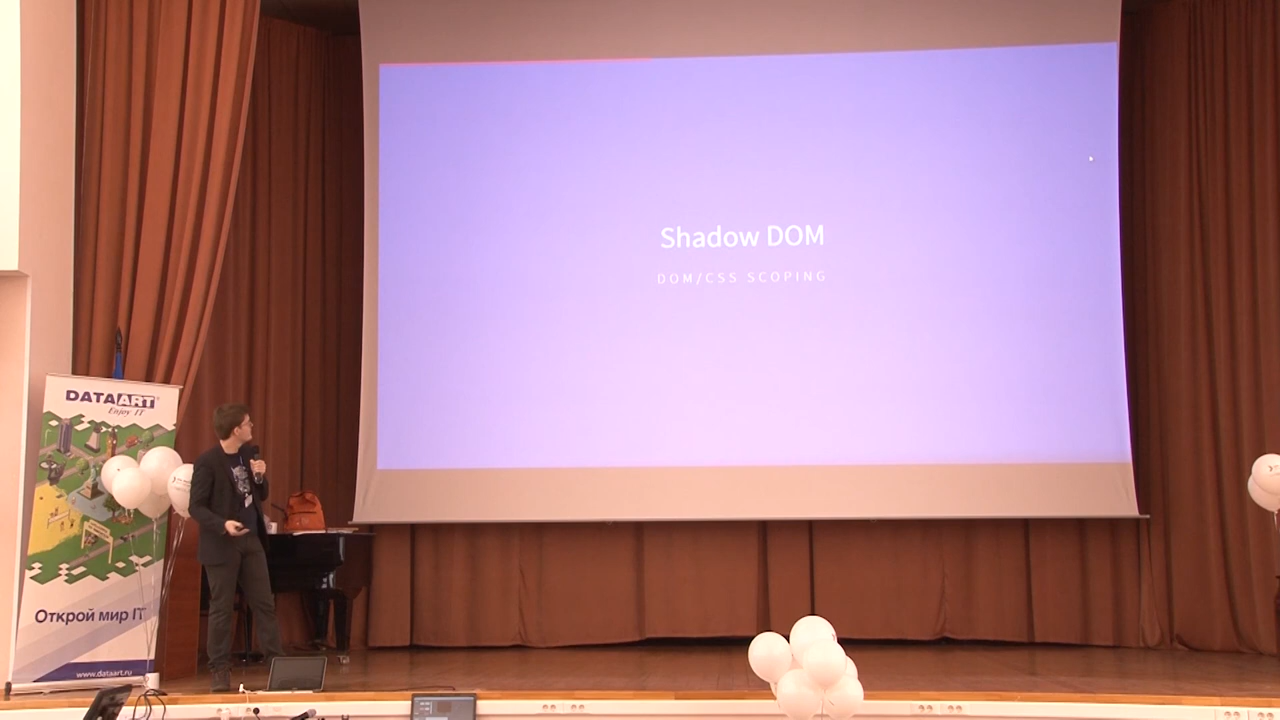 Shadow DOM
DOM/CSS SCOPING
DATAART
Enjoy IT
Открой мир IT
www.dataart.ru